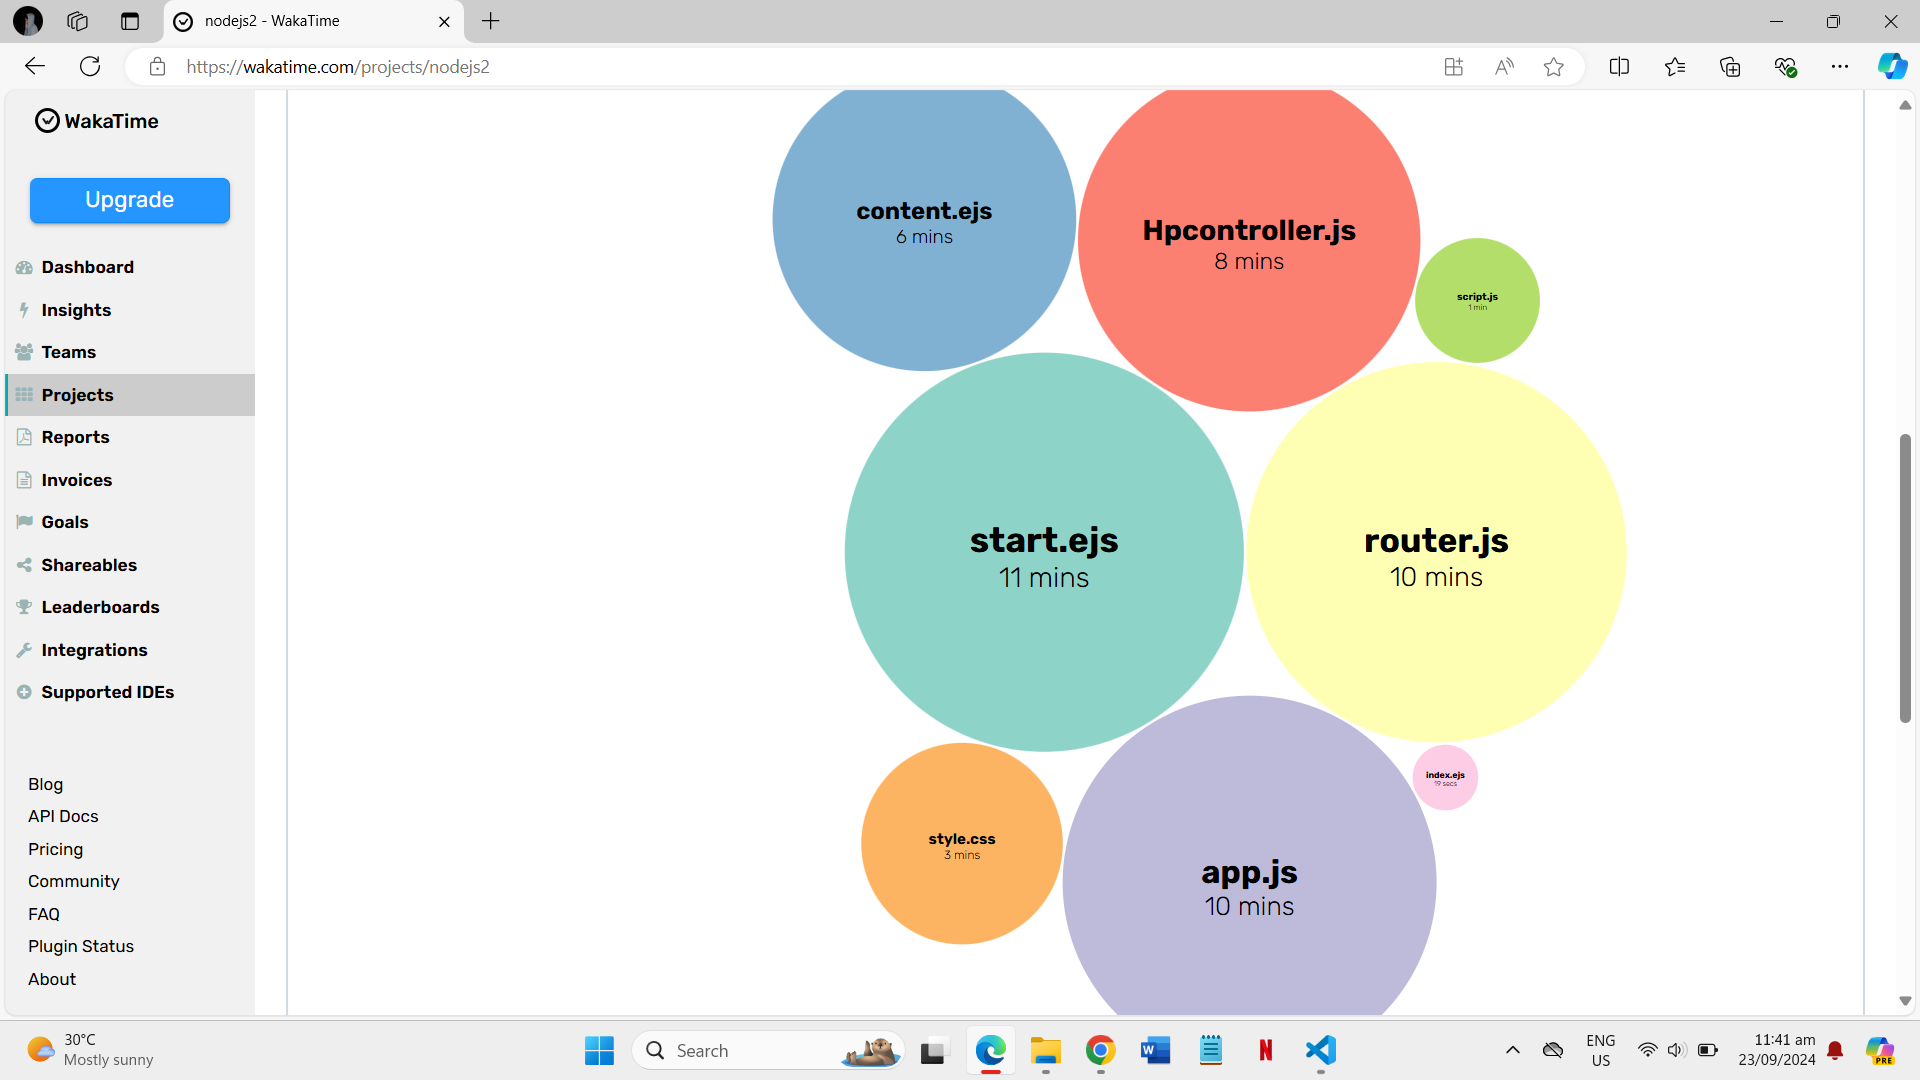 nodejs2 - WakaTime
https://wakatime.com/projects/nodejs2
WakaTime
Upgrade
Dashboard
Insights
Teams
Projects
Reports
Invoices
Goals
Shareables
Leaderboards
Integrations
Supported IDEs
Blog
API Docs
Pricing
Community
FAQ
Plugin Status
About
content.ejs
6 mins
Hpcontroller.js
8 mins
script.js
1 min
start.ejs
11 mins
router.js
10 mins
style.css
3 mins
app.js
10 mins
index.ejs
19 secs
30°C
Mostly sunny
Search
ENG
US
11:41 am
23/09/2024
PRE